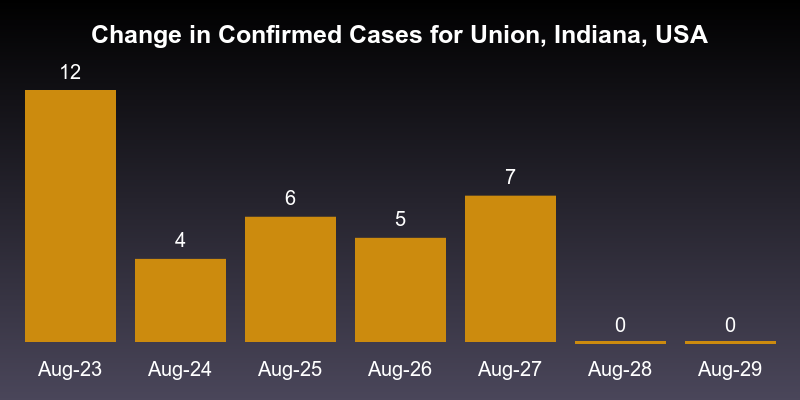 Change in Confirmed Cases for Union, Indiana, USA
12
4
6
5
7
0
0
Aug-23
Aug-24
Aug-25
Aug-26
Aug-27
Aug-28
Aug-29